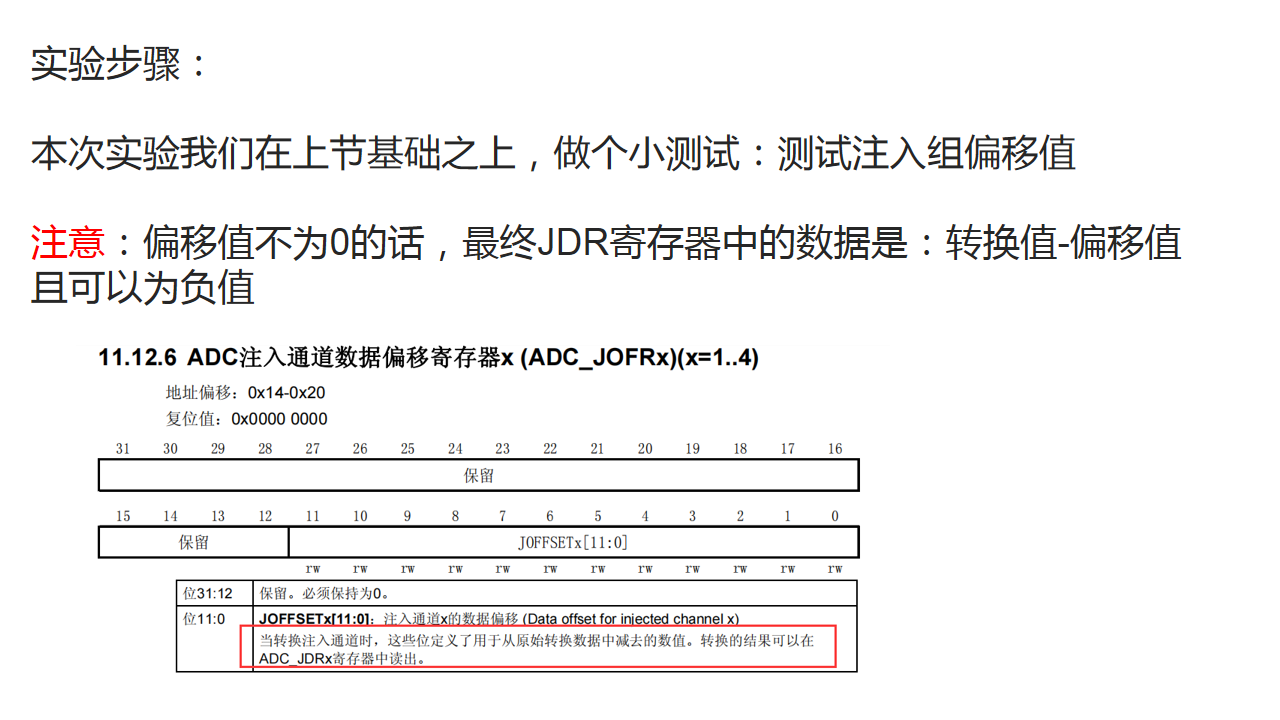 实验步骤：
本次实验我们在上节基础之上，做个小测试：测试注入组偏移值
注意：偏移值不为0的话，最终JDR寄存器中的数据是：转换值-偏移值
且可以为负值
11.12.6 ADC注入通道数据偏移寄存器x (ADC_JOFRx)(x=1..4)
地址偏移：0x14-0x20
复位值：0x0000 0000
31 30 29 28 27 26 25 24 23 22 21 20 19 18 17 16
保留
15 14 13 12 11 10 9 8 7 6 5 4 3 2 1 0
保留 JOFFSETx[11:0]
rw rw rw rw rw rw rw rw rw rw rw rw
位31:12 保留。必须保持为0。
位11:0 JOFFSETx[11:0]：注入通道x的数据偏移 (Data offset for injected channel x)
当转换注入通道时，这些位定义了用于从原始转换数据中减去的数值。转换的结果可以在
ADC_JDRx寄存器中读出。